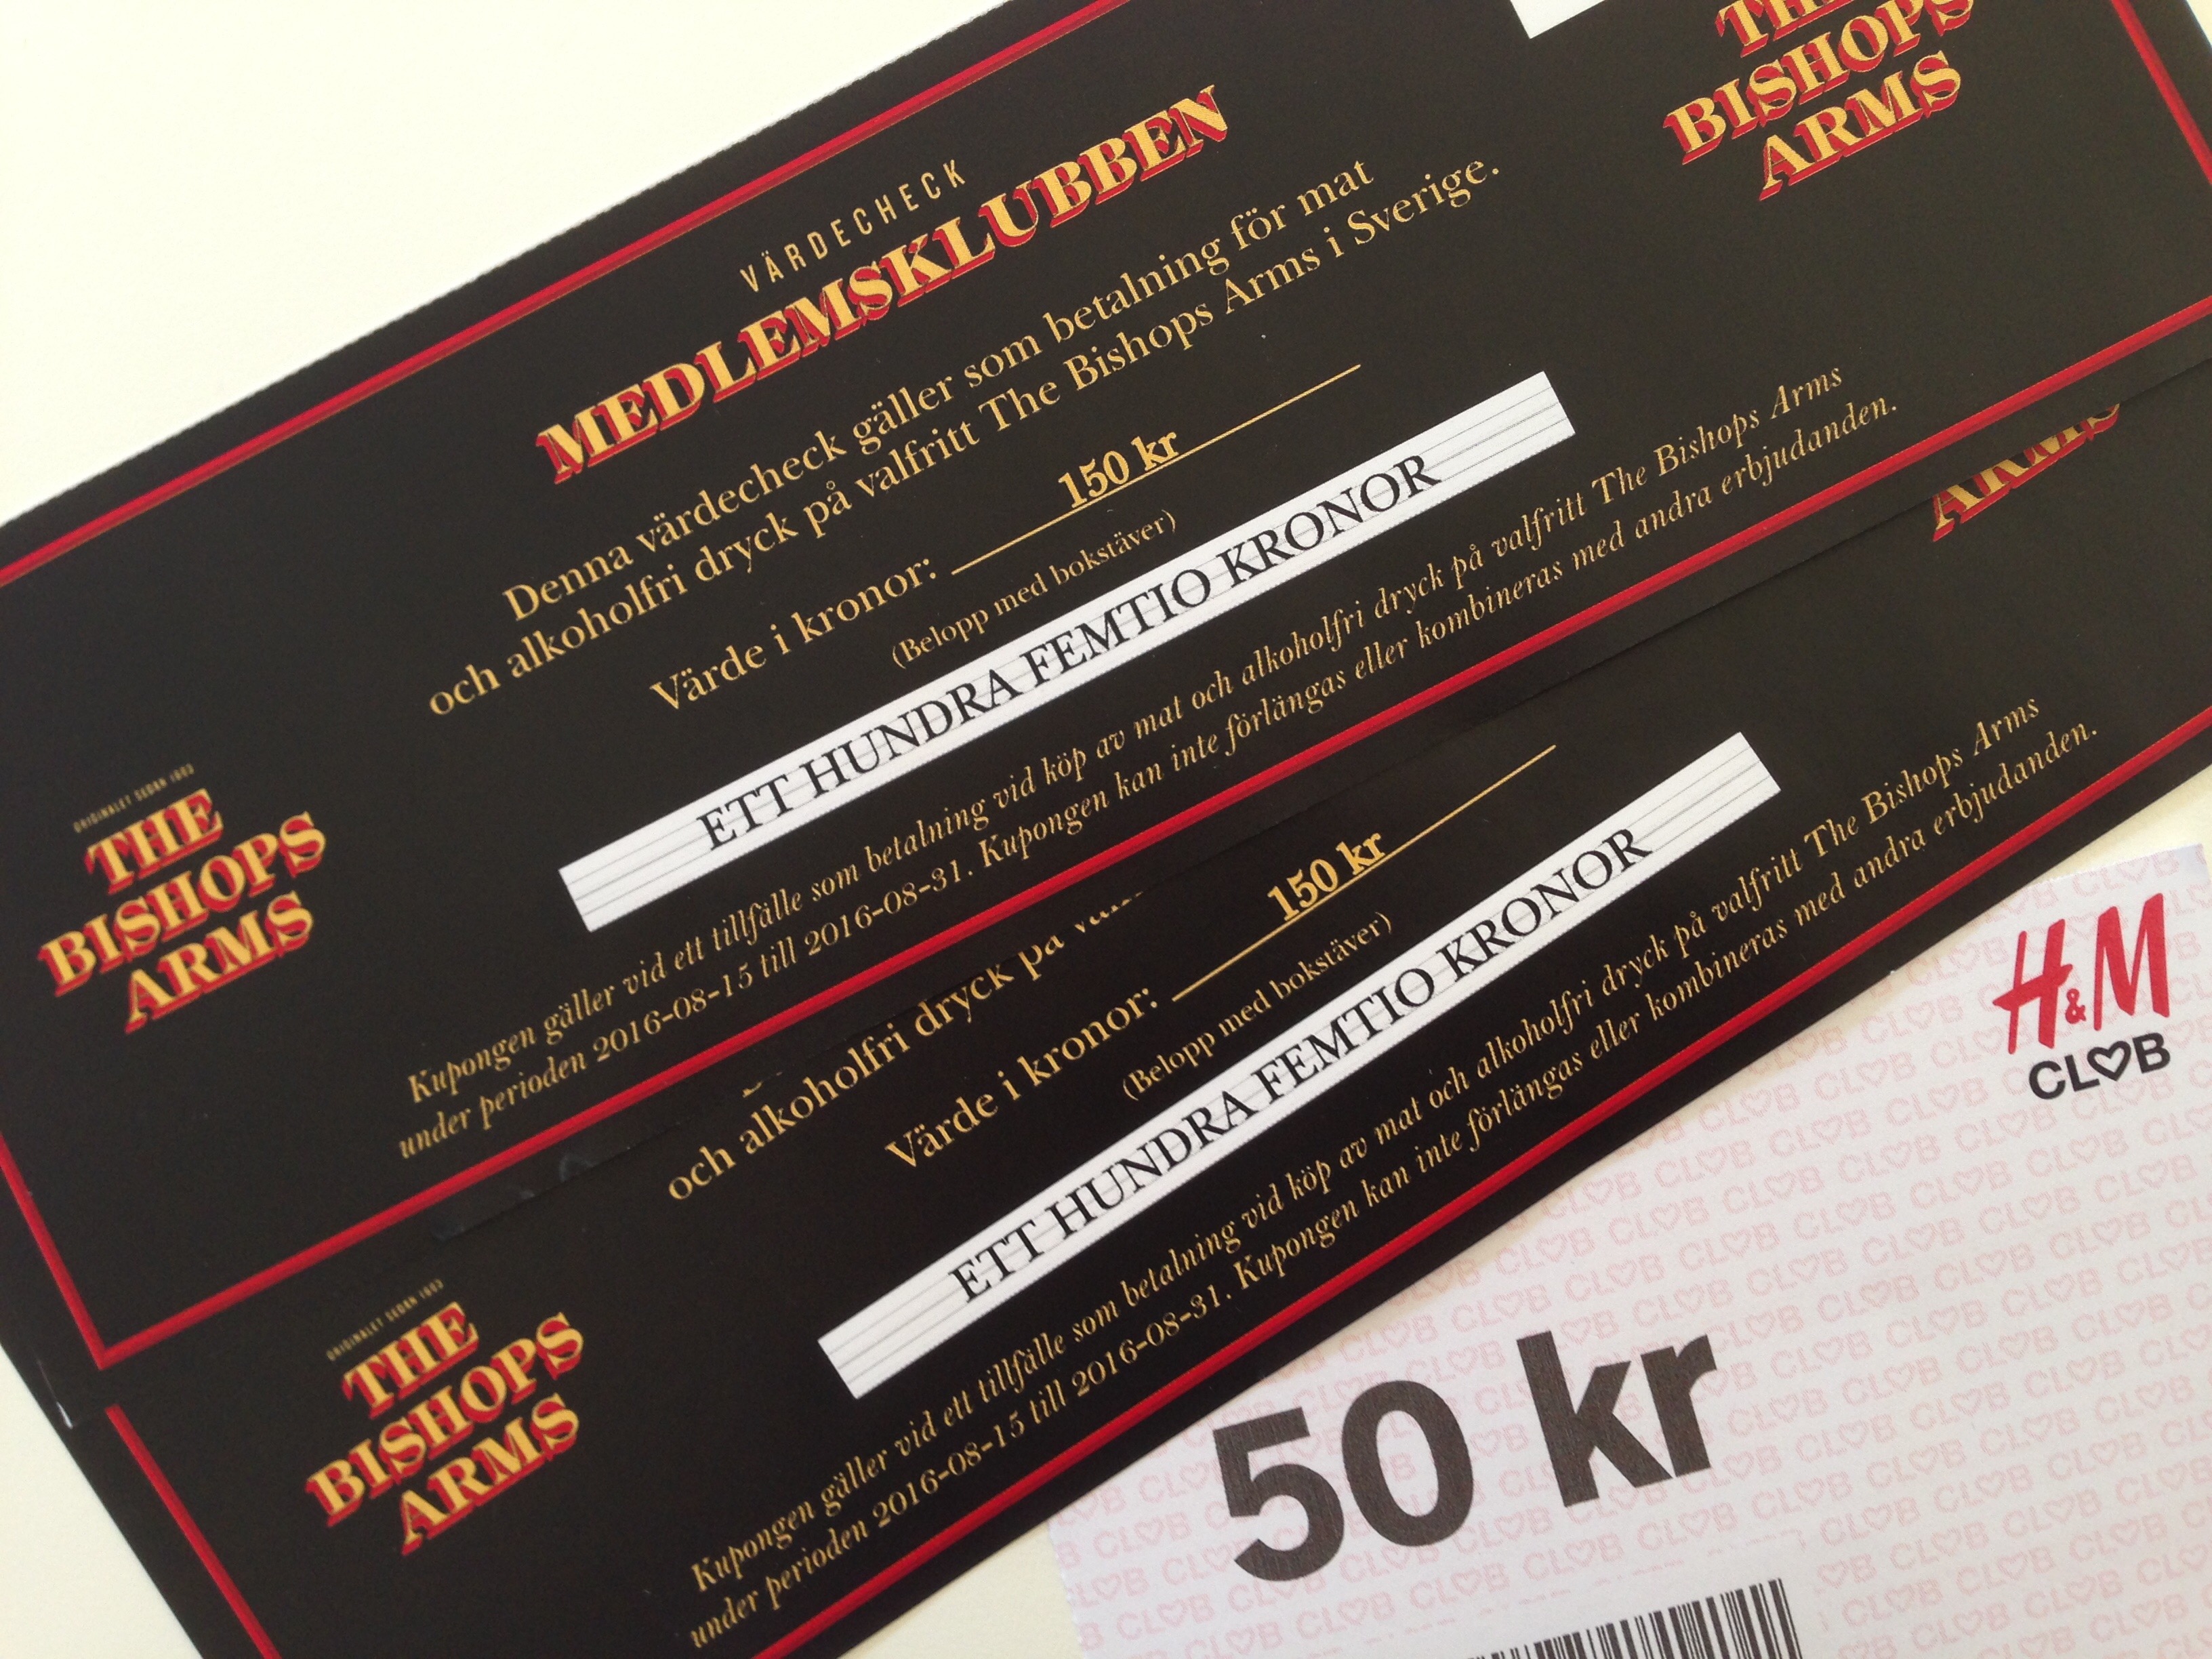 VÄRDECHECK
MEDLEMSKLUBBEN
Denna värdecheck gäller som betalning för mat
och alkoholfri dryck på valfritt The Bishops Arms i Sverige.
Värde i kronor: 150 kr
(Belopp med bokstäver)
ETT HUNDRA FEMTIO KRONOR
Kupongen gäller vid ett tillfälle som betalning vid köp av mat och alkoholfri dryck på valfritt The Bishops Arms
under perioden 2016-08-15 till 2016-08-31. Kupongen kan inte förlängas eller kombineras med andra erbjudanden.
ORIGINALET SEDAN 1993
THE
BISHOPS
ARMS
THE
BISHOPS
ARMS
och alkoholfri dryck på
Värde i kronor: 150 kr
(Belopp med bokstäver)
ETT HUNDRA FEMTIO KRONOR
Kupongen gäller vid ett tillfälle som betalning vid köp av mat och alkoholfri dryck på valfritt The Bishops Arms
under perioden 2016-08-15 till 2016-08-31. Kupongen kan inte förlängas eller kombineras med andra erbjudanden.
ORIGINALET SEDAN 1993
THE
BISHOPS
ARMS
ARMS
H&M
CLUB
50 kr